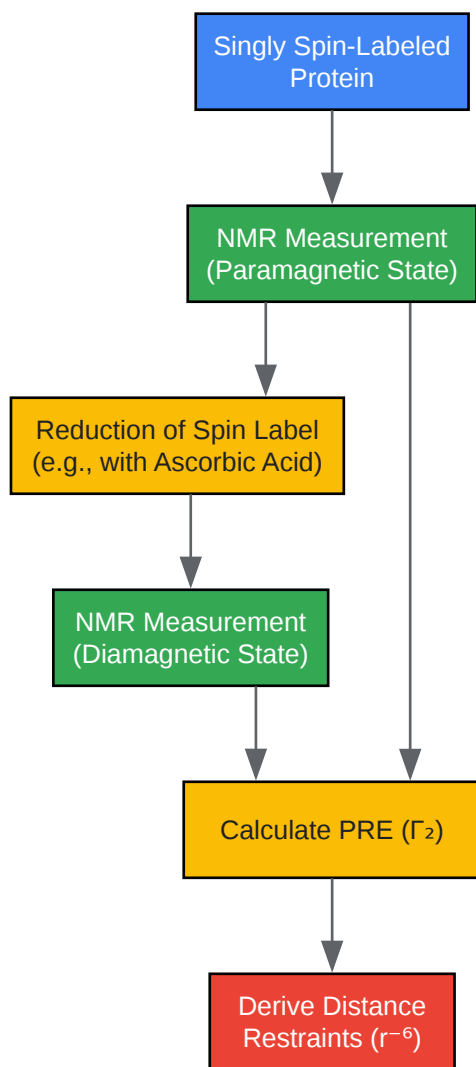 Singly Spin-Labeled
Protein
NMR Measurement
(Paramagnetic State)
Reduction of Spin Label
(e.g., with Ascorbic Acid)
NMR Measurement
(Diamagnetic State)
Calculate PRE (Γ₂)
Derive Distance
Restraints (r⁻⁶)